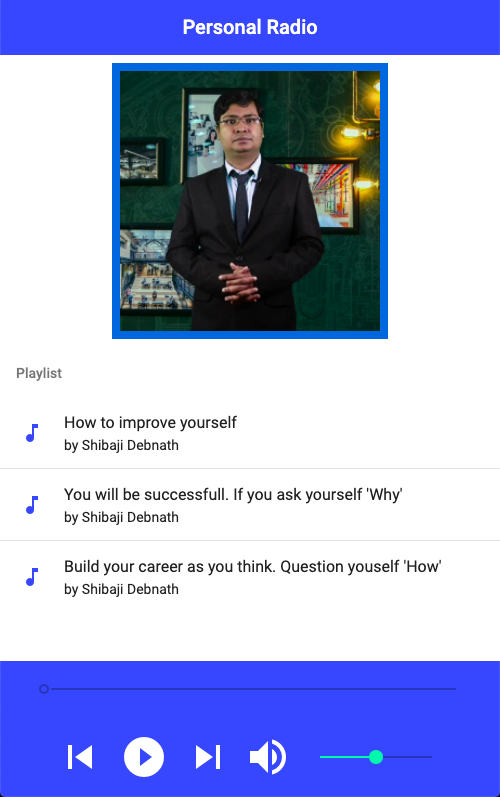 Personal Radio
Playlist
How to improve yourself
by Shibaji Debnath
You will be successfull. If you ask yourself 'Why'
by Shibaji Debnath
Build your career as you think. Question youself 'How'
by Shibaji Debnath